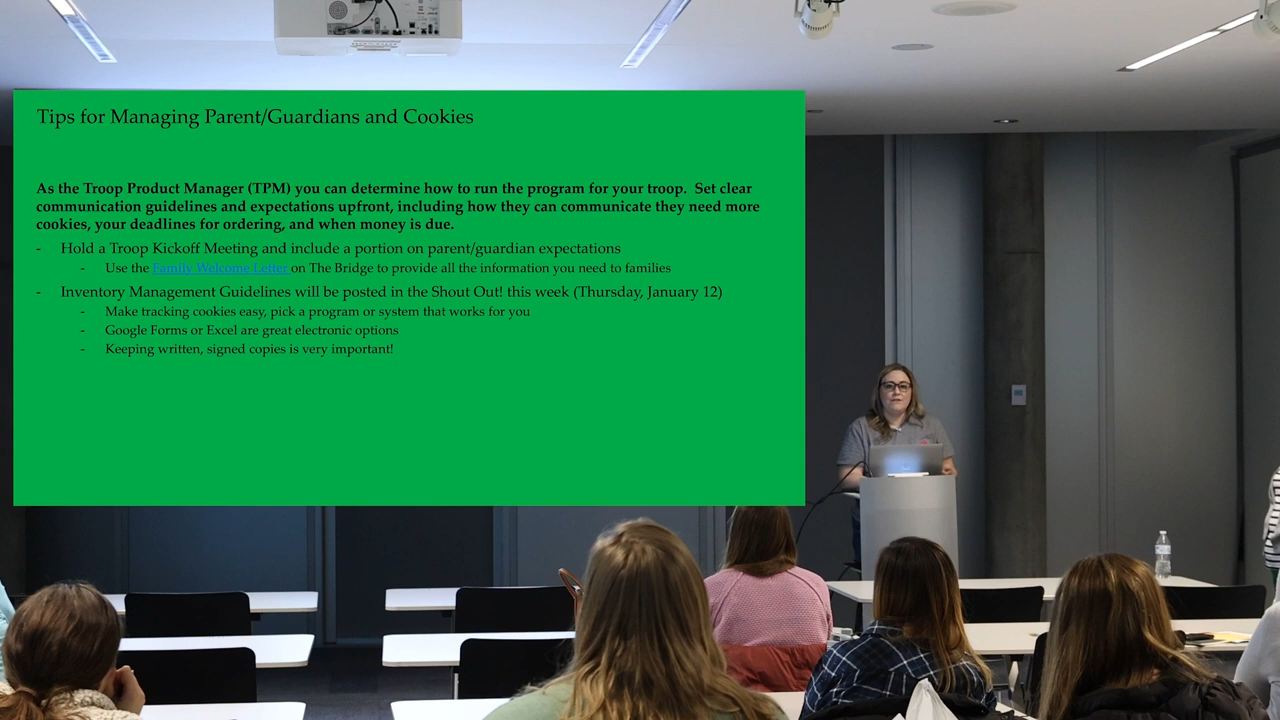 Tips for Managing Parent/Guardians and Cookies
As the Troop Product Manager (TPM) you can determine how to run the program for your troop.  Set clear
communication guidelines and expectations upfront, including how they can communicate they need more
cookies, your deadlines for ordering, and when money is due.
- Hold a Troop Kickoff Meeting and include a portion on parent/guardian expectations
- Use the Family Welcome Letter on The Bridge to provide all the information you need to families
- Inventory Management Guidelines will be posted in the Shout Out! this week (Thursday, January 12)
- Make tracking cookies easy, pick a program or system that works for you
- Google Forms or Excel are great electronic options
- Keeping written, signed copies is very important!